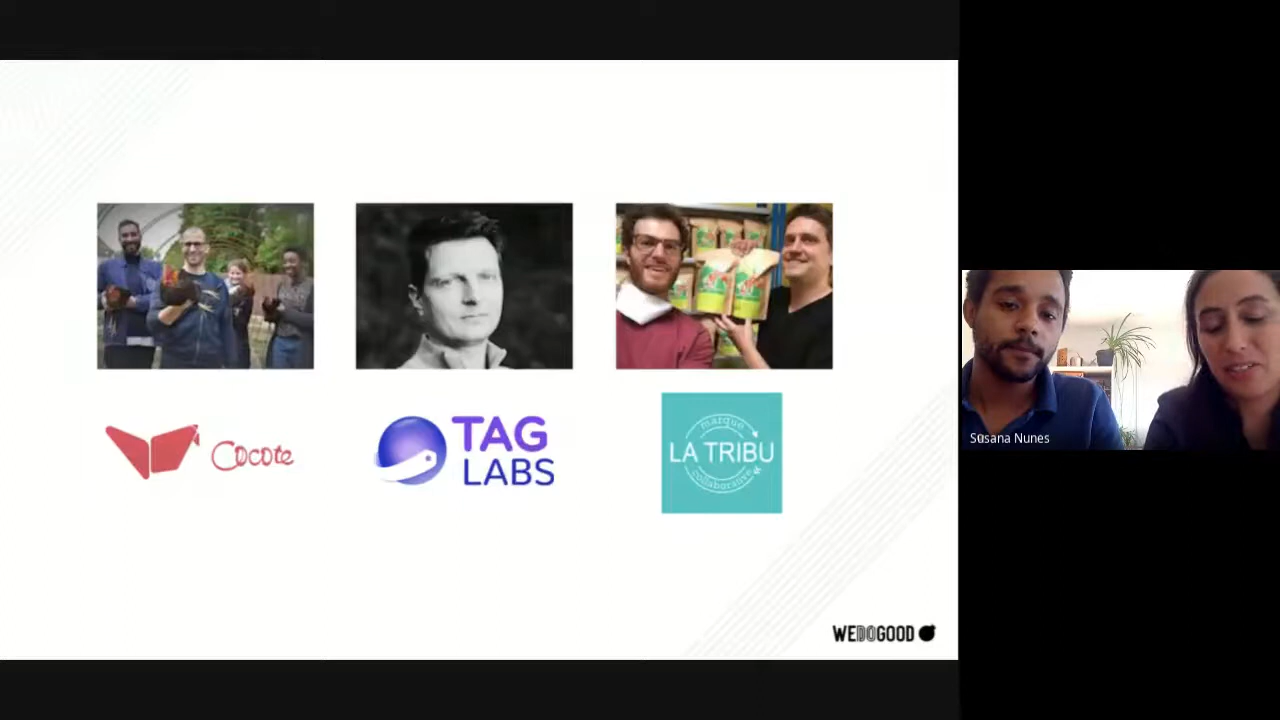 Cocote
TAG
LABS
marque
LA TRIBU
collaborative
WEDOGOOD
Susana Nunes